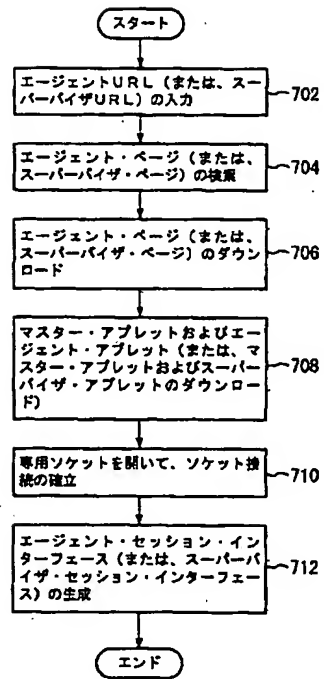 スタート
エージェントURL(または、スー
パーバイザURL)の入力
702
エージェント・ページ(または、
スーパーバイザ・ページ)の検索
704
エージェント・ページ(または、
スーパーバイザ・ページ)のダウン
ロード
706
マスター・アプレットおよびエー
ジェント・アプレット(または、マ
スター・アプレットおよびスーパー
バイザ・アプレットのダウンロー
ド)
708
専用ソケットを開いて、ソケット接
続の確立
710
エージェント・セッション・イン
ターフェース(または、スーパーバ
イザ・セッション・インターフェー
ス)の生成
712
エンド